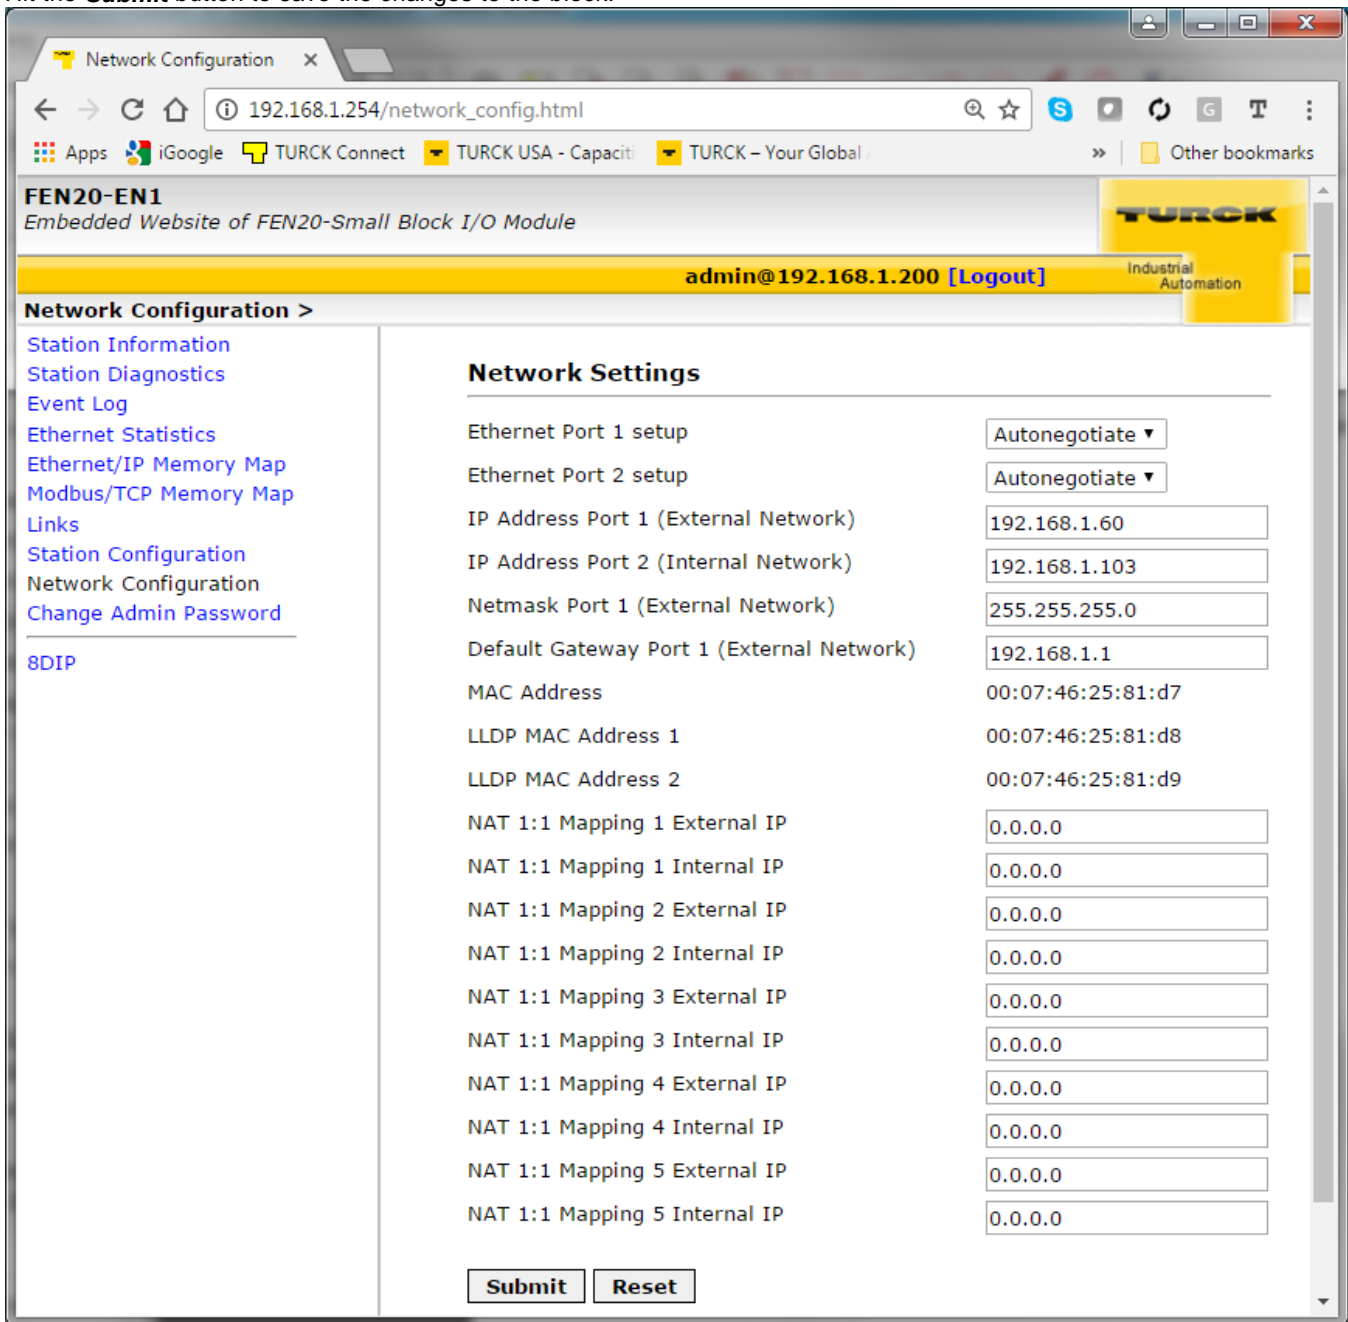 Hit the Submit button to save the changes to the block.
Network Configuration
192.168.1.254/network_config.html
Apps iGoogle TURCK Connect TURCK USA - Capaciti TURCK – Your Global » Other bookmarks
FEN20-EN1
Embedded Website of FEN20-Small Block I/O Module
TURCK
Industrial
Automation
admin@192.168.1.200 [Logout]
Network Configuration >
Station Information
Station Diagnostics
Event Log
Ethernet Statistics
Ethernet/IP Memory Map
Modbus/TCP Memory Map
Links
Station Configuration
Network Configuration
Change Admin Password
8DIP
Network Settings
Ethernet Port 1 setup Autonegotiate
Ethernet Port 2 setup Autonegotiate
IP Address Port 1 (External Network) 192.168.1.60
IP Address Port 2 (Internal Network) 192.168.1.103
Netmask Port 1 (External Network) 255.255.255.0
Default Gateway Port 1 (External Network) 192.168.1.1
MAC Address 00:07:46:25:81:d7
LLDP MAC Address 1 00:07:46:25:81:d8
LLDP MAC Address 2 00:07:46:25:81:d9
NAT 1:1 Mapping 1 External IP 0.0.0.0
NAT 1:1 Mapping 1 Internal IP 0.0.0.0
NAT 1:1 Mapping 2 External IP 0.0.0.0
NAT 1:1 Mapping 2 Internal IP 0.0.0.0
NAT 1:1 Mapping 3 External IP 0.0.0.0
NAT 1:1 Mapping 3 Internal IP 0.0.0.0
NAT 1:1 Mapping 4 External IP 0.0.0.0
NAT 1:1 Mapping 4 Internal IP 0.0.0.0
NAT 1:1 Mapping 5 External IP 0.0.0.0
NAT 1:1 Mapping 5 Internal IP 0.0.0.0
Submit Reset